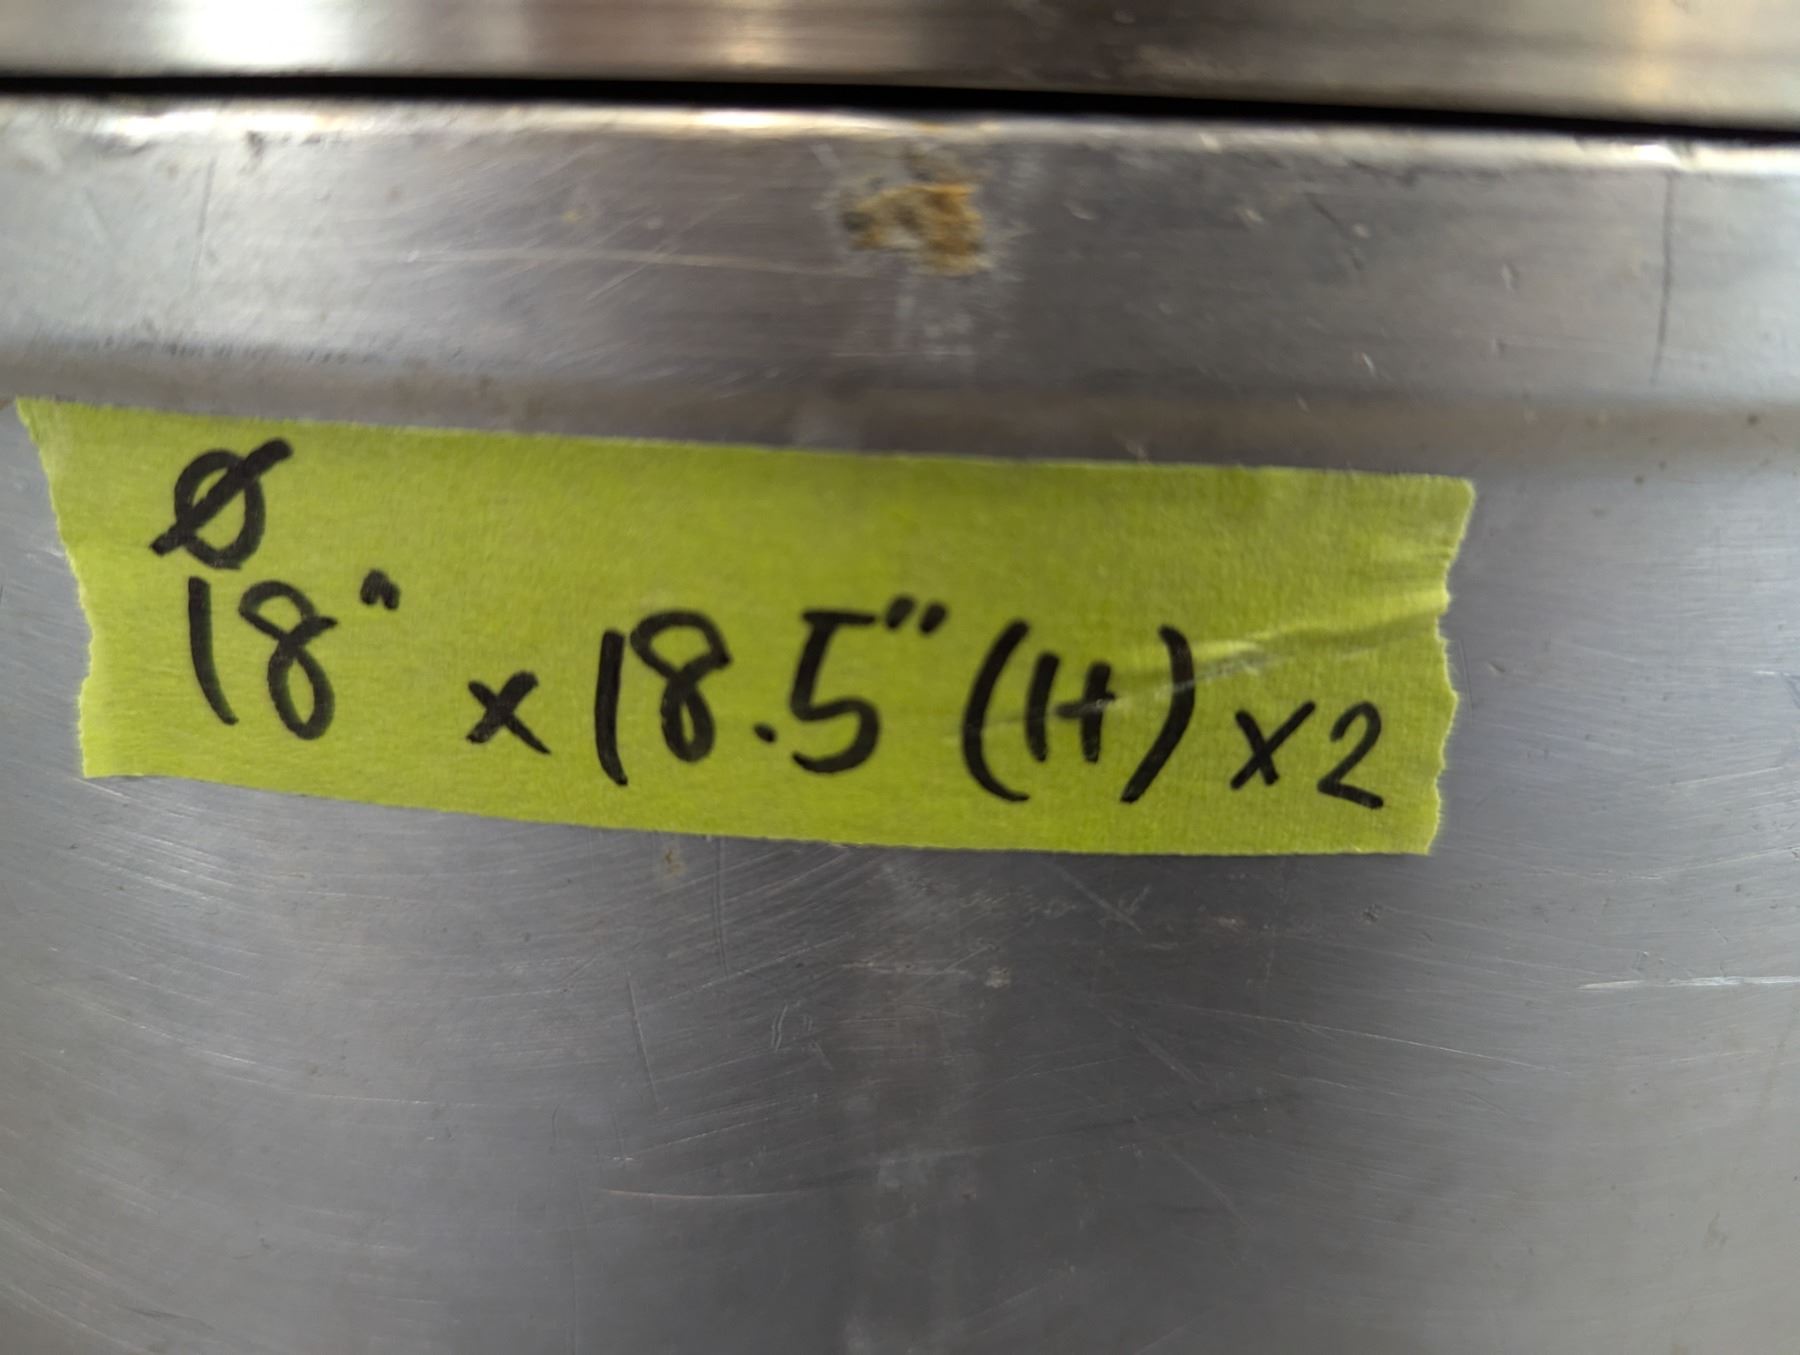 Ø
18" x 18.5" (H) x2